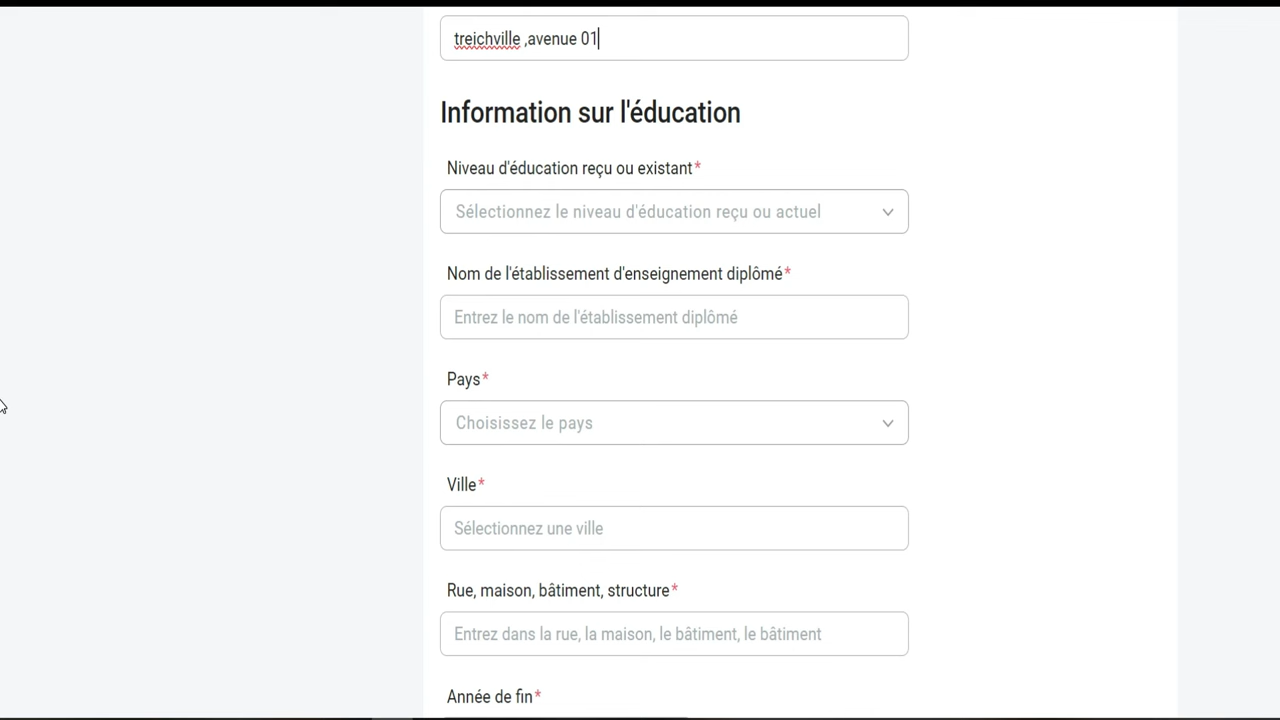 treichville ,avenue 01
Information sur l'éducation
Niveau d'éducation reçu ou existant*
Sélectionnez le niveau d'éducation reçu ou actuel
Nom de l'établissement d'enseignement diplômé*
Entrez le nom de l'établissement diplômé
Pays*
Choisissez le pays
Ville*
Sélectionnez une ville
Rue, maison, bâtiment, structure*
Entrez dans la rue, la maison, le bâtiment, le bâtiment
Année de fin*